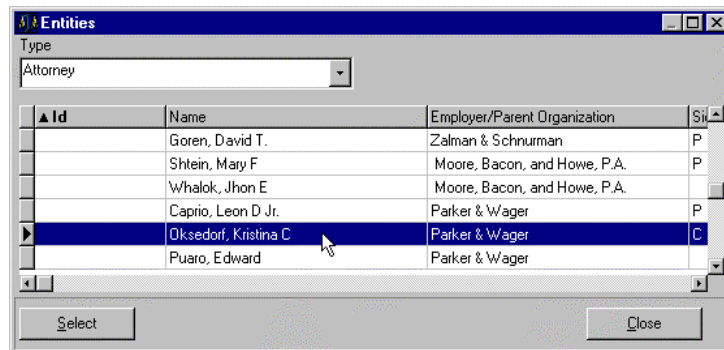 Entities
Type
Attorney
▲ Id Name Employer/Parent Organization Si
Goren, David T. Zalman & Schnurman P
Shtein, Mary F Moore, Bacon, and Howe, P.A. P
Whalok, Jhon E Moore, Bacon, and Howe, P.A.
Caprio, Leon D Jr. Parker & Wager P
Oksedorf, Kristina C Parker & Wager C
Puaro, Edward Parker & Wager
Select Close